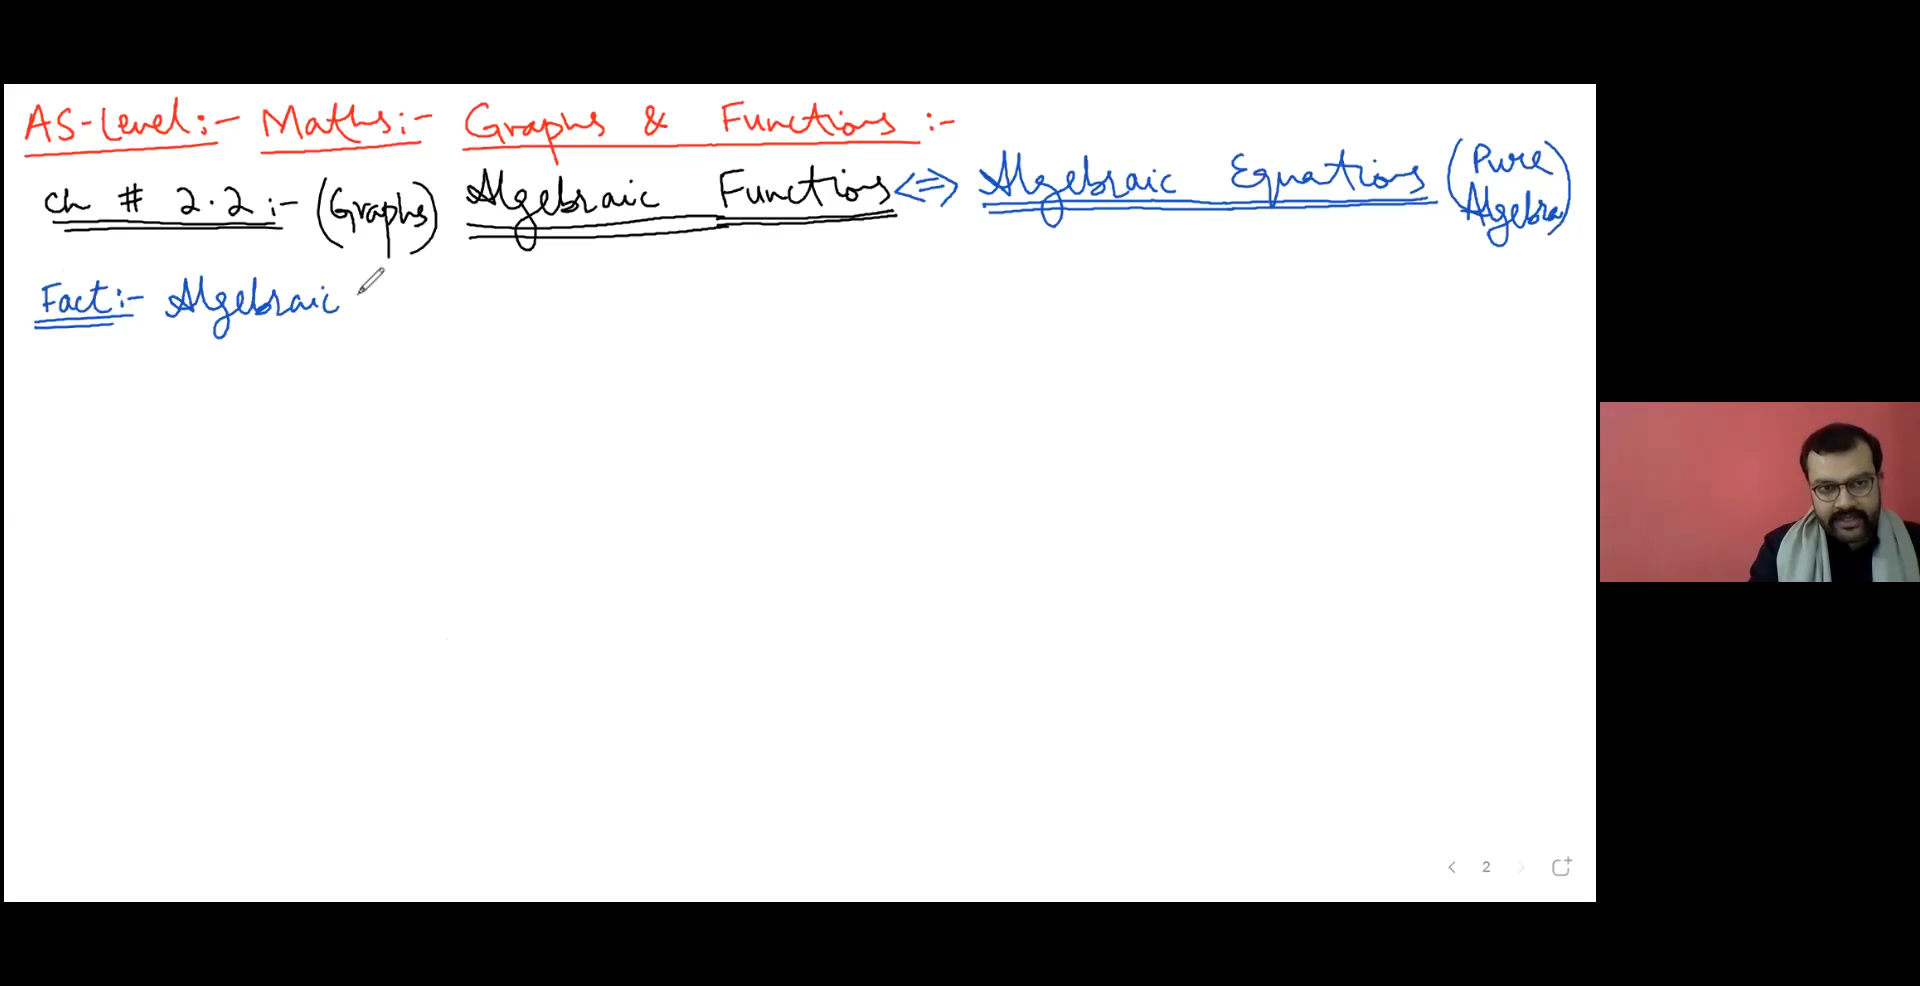 AS-Level:- Maths:- Graphs & Functions :-
Ch # 2.2:- (Graphs) Algebraic Functions <=> Algebraic Equations (Pure Algebra)
Fact:- Algebraic
2